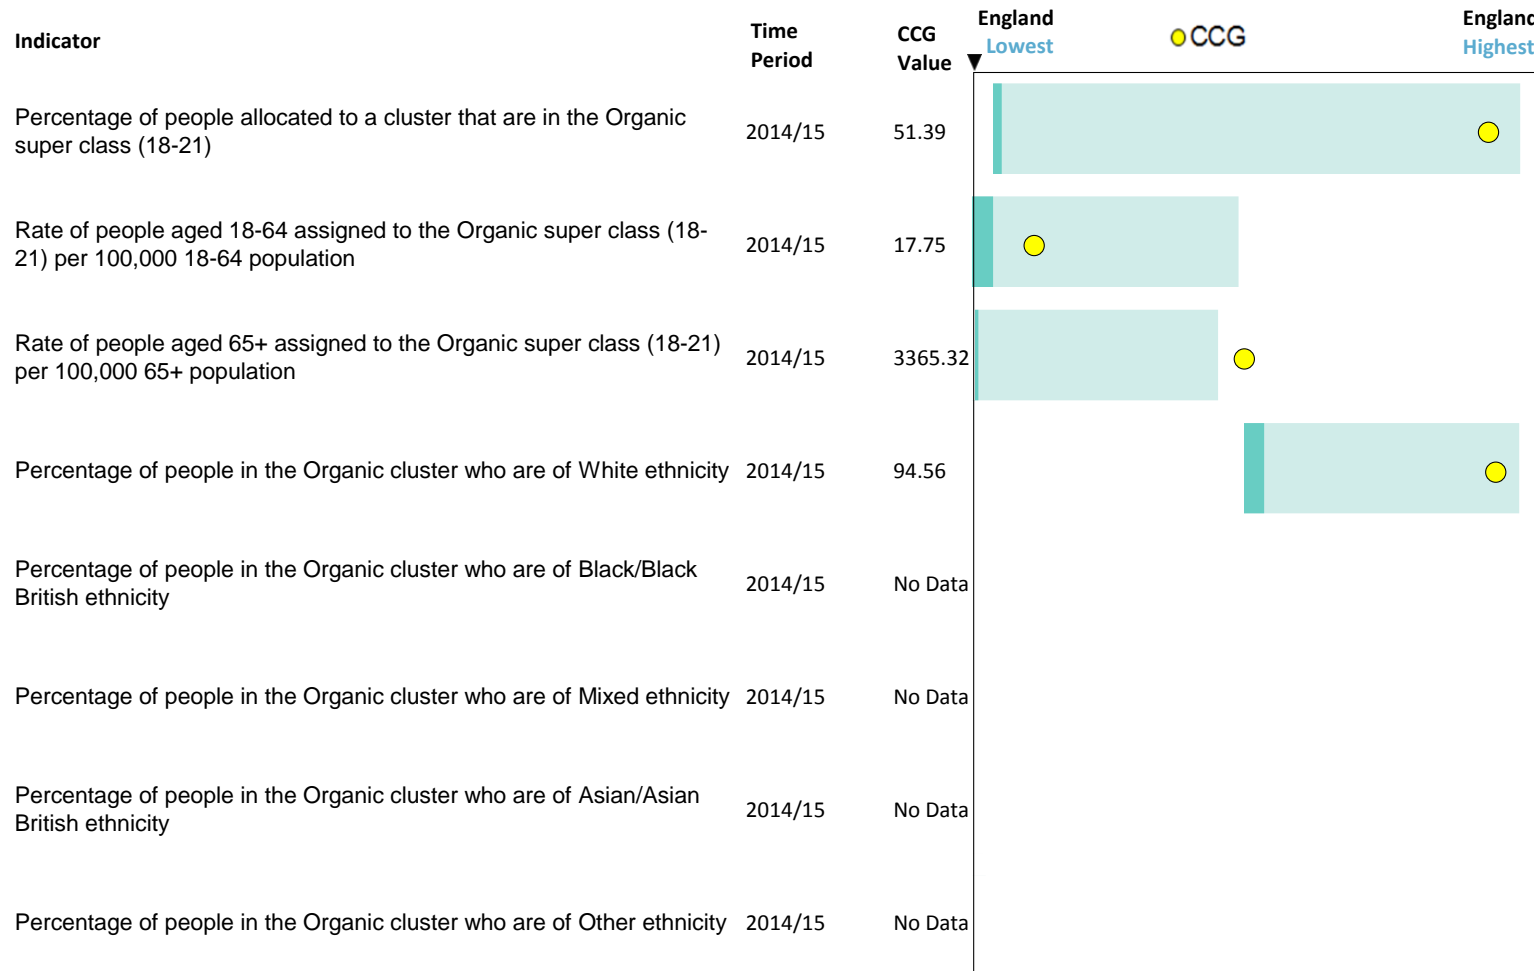 Indicator
Time Period
CCG Value
England Lowest
CCG
England Highest
Percentage of people allocated to a cluster that are in the Organic
super class (18-21)
2014/15
51.39
Rate of people aged 18-64 assigned to the Organic super class (18-
21) per 100,000 18-64 population
2014/15
17.75
Rate of people aged 65+ assigned to the Organic super class (18-21)
per 100,000 65+ population
2014/15
3365.32
Percentage of people in the Organic cluster who are of White ethnicity
2014/15
94.56
Percentage of people in the Organic cluster who are of Black/Black
British ethnicity
2014/15
No Data
Percentage of people in the Organic cluster who are of Mixed ethnicity
2014/15
No Data
Percentage of people in the Organic cluster who are of Asian/Asian
British ethnicity
2014/15
No Data
Percentage of people in the Organic cluster who are of Other ethnicity
2014/15
No Data